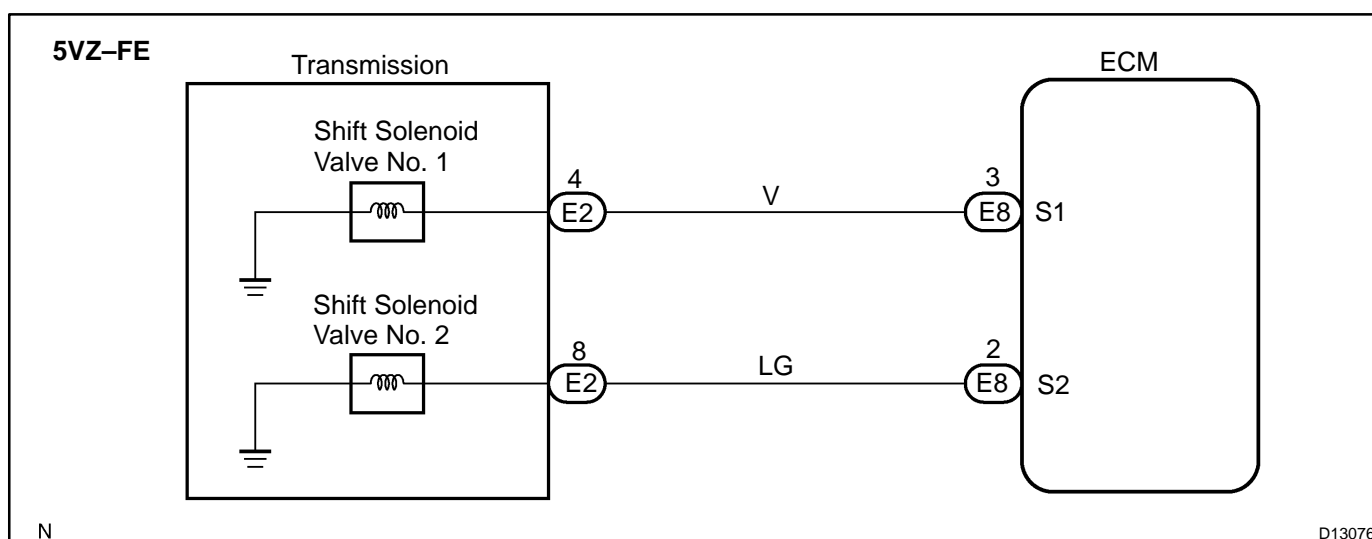 5VZ–FE
Transmission
ECM
Shift Solenoid
Valve No. 1
4
E2
V
3
E8
S1
Shift Solenoid
Valve No. 2
8
E2
LG
2
E8
S2
N
D13076